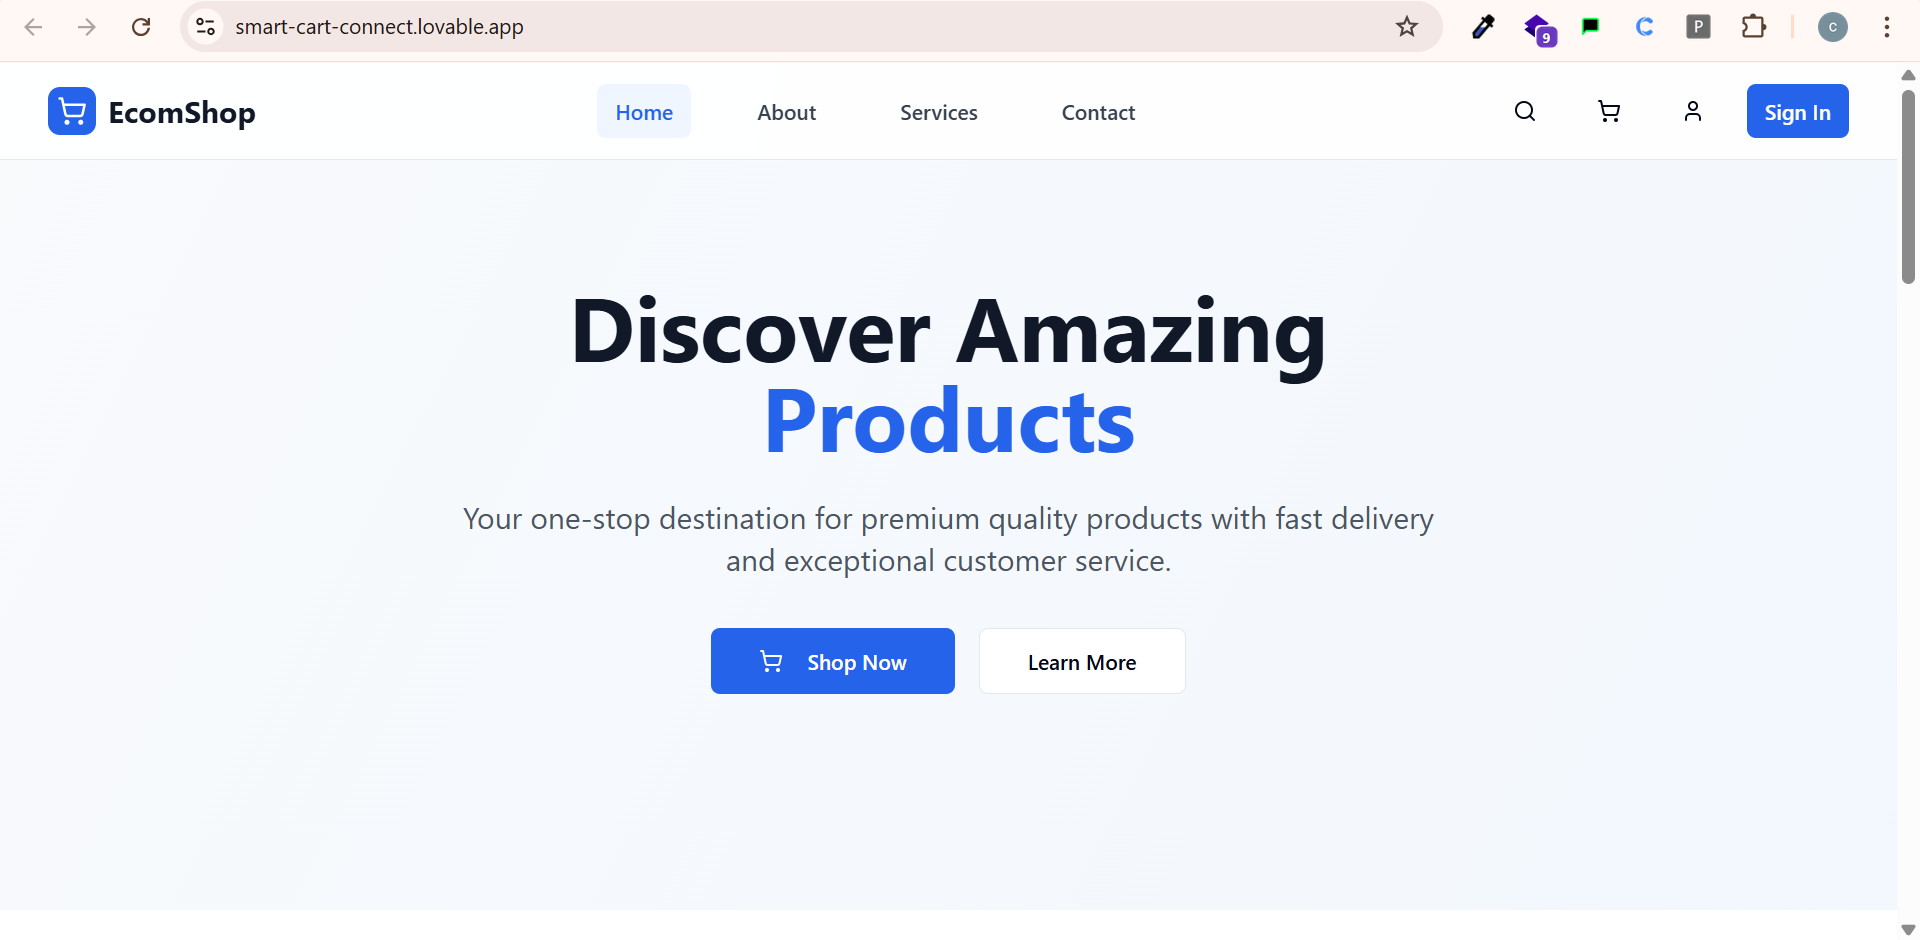 smart-cart-connect.lovable.app
9
P
C
EcomShop
Home
About
Services
Contact
Sign In
Discover Amazing
Products
Your one-stop destination for premium quality products with fast delivery
and exceptional customer service.
Shop Now
Learn More